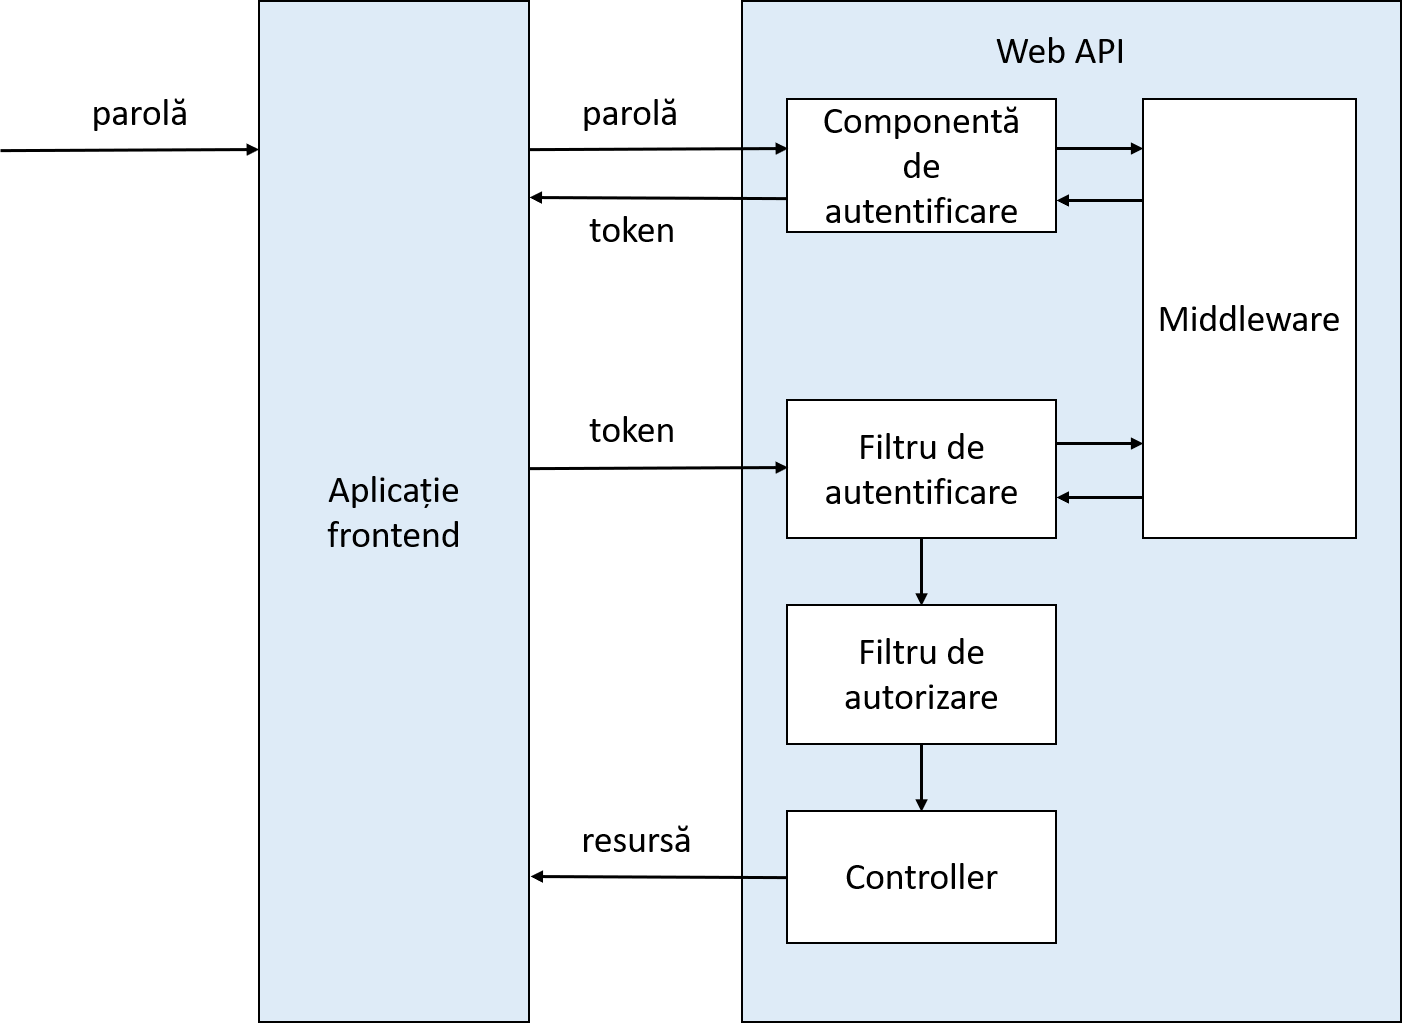 Web API
parolă
parolă
Componentă
de
autentificare
token
Middleware
token
Filtru de
autentificare
Aplicație
frontend
Filtru de
autorizare
resursă
Controller